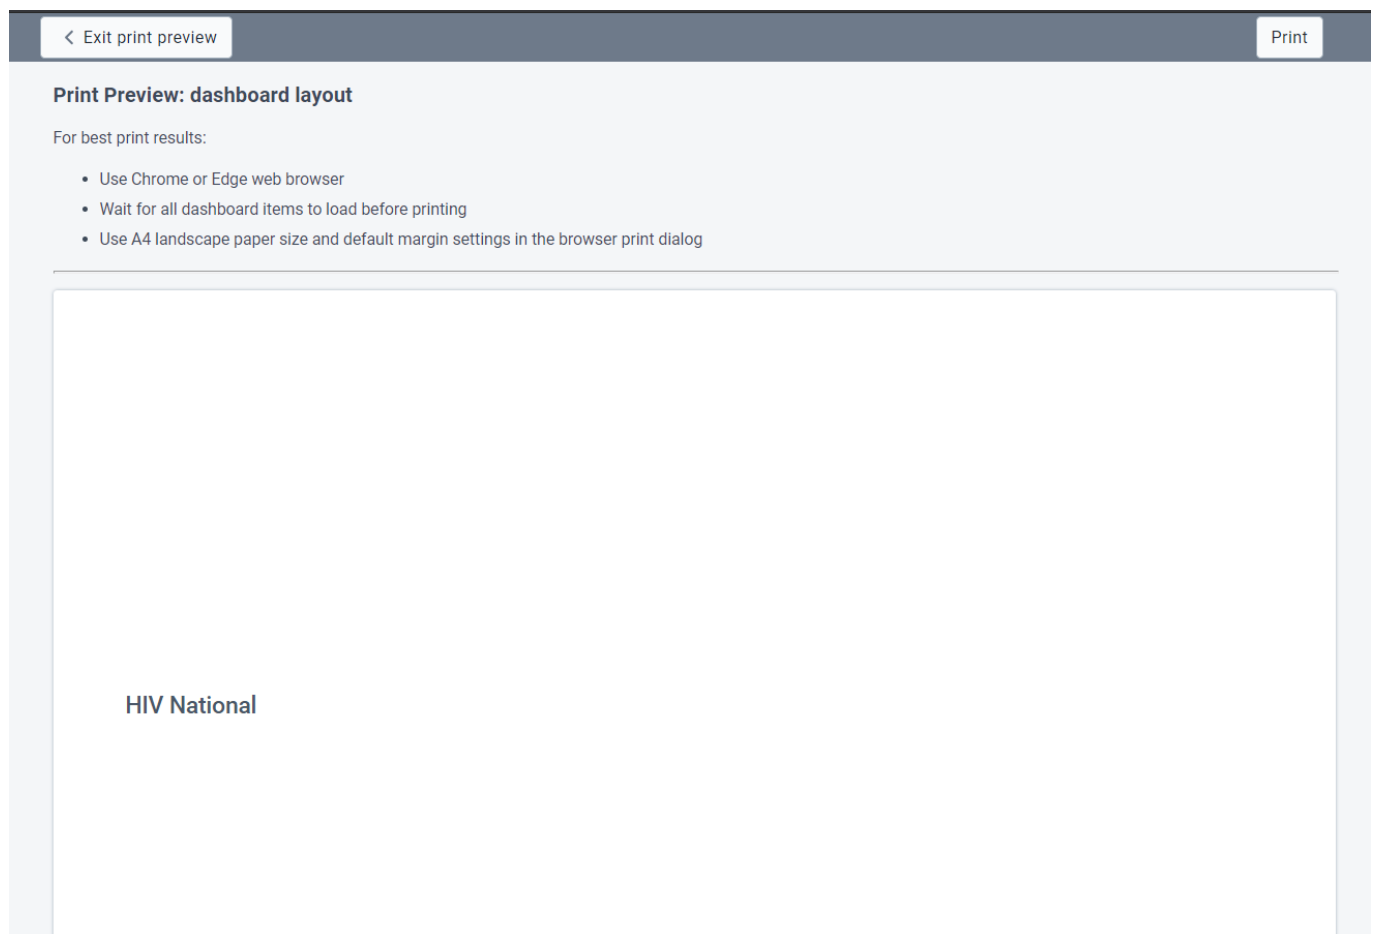 Exit print preview
Print
Print Preview: dashboard layout
For best print results:
Use Chrome or Edge web browser
Wait for all dashboard items to load before printing
Use A4 landscape paper size and default margin settings in the browser print dialog
HIV National